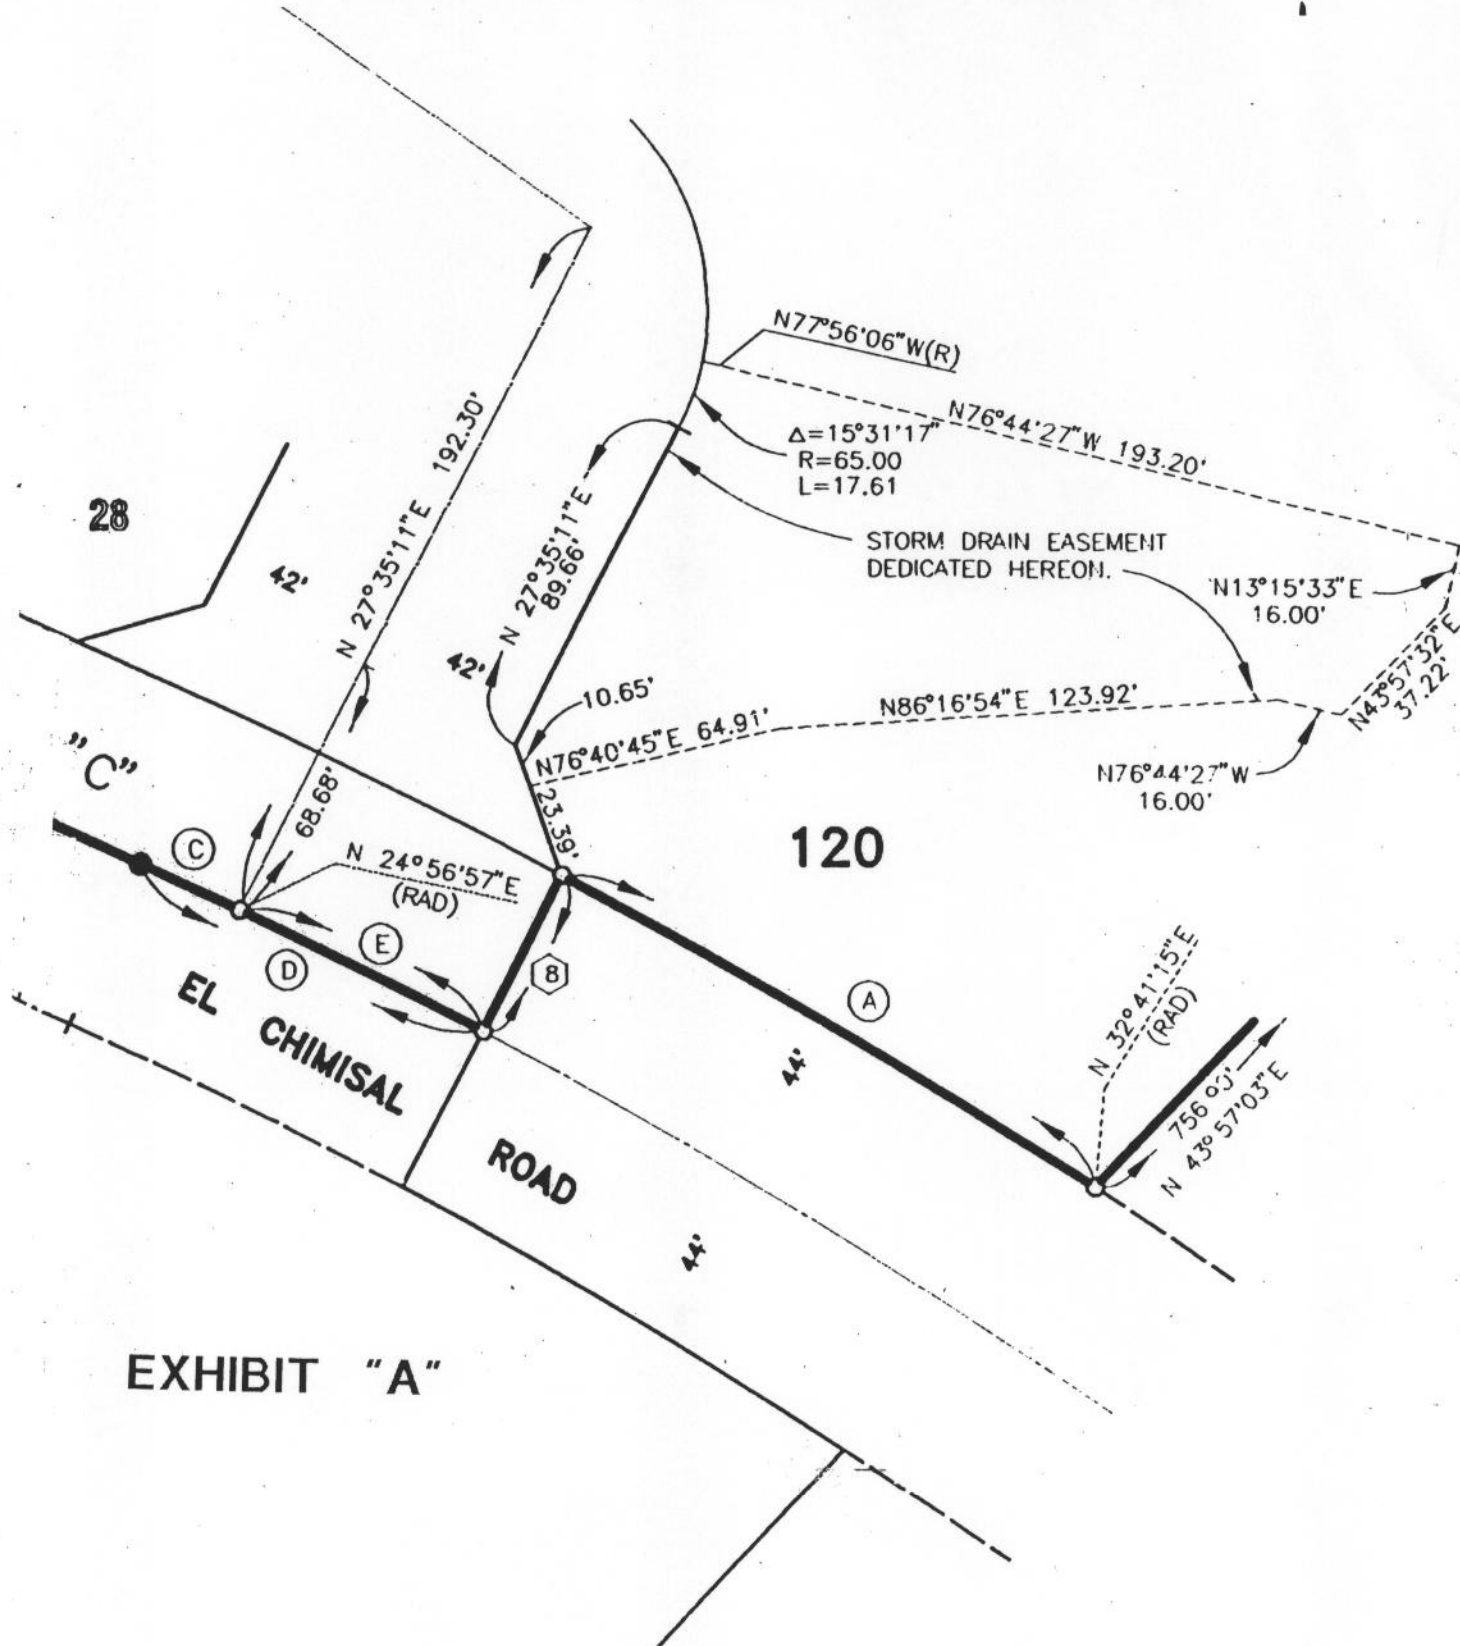 N77°56'06"W(R)
N76°44'27"W 193.20'
Δ=15°31'17"
R=65.00
L=17.61
N 27°35'11"E 192.30'
28
42'
N 27°35'11"E
89.66'
STORM DRAIN EASEMENT
DEDICATED HEREON.
N13°15'33"E
16.00'
42'
10.65'
N86°16'54"E 123.92'
N43°57'32"E
37.22'
N76°40'45"E 64.91'
"C"
N76°44'27"W
16.00'
68.68'
23.39'
120
C
N 24°56'57"E
(RAD)
E
D
8
A
N 32°41'15"E
(RAD)
EL CHIMISAL
ROAD
44'
N 43°57'03"E
44'
EXHIBIT "A"